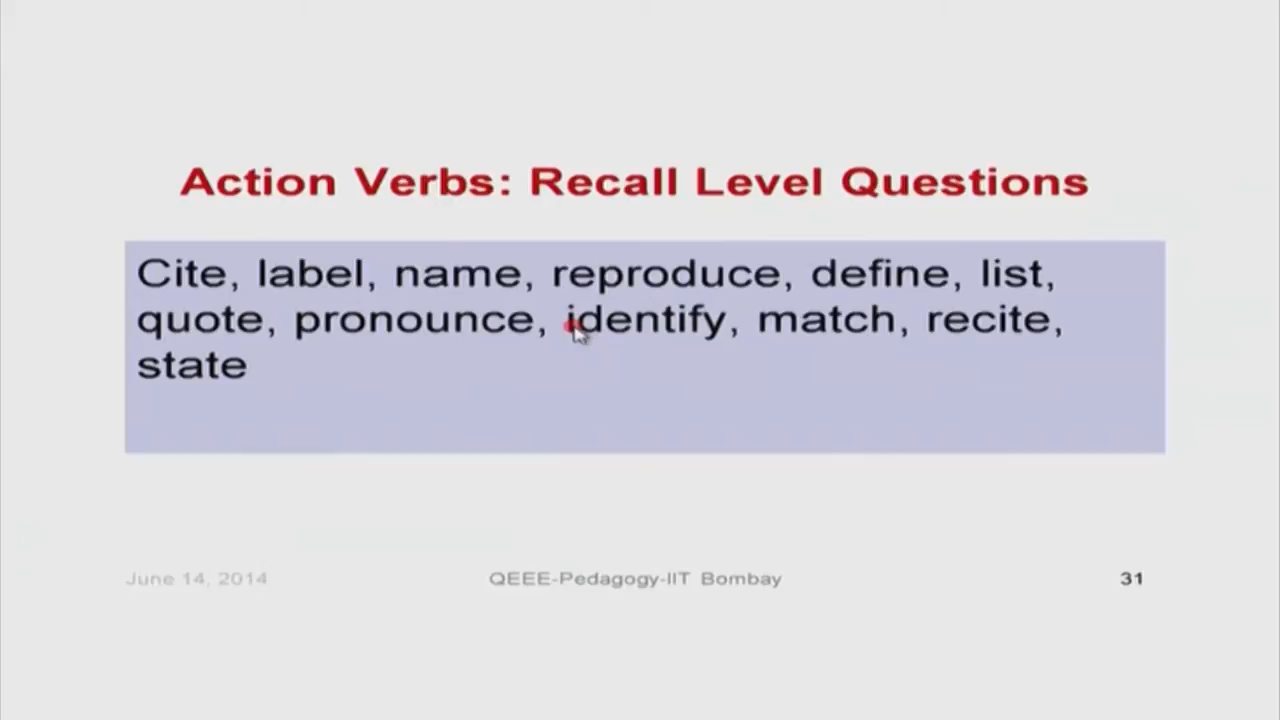 Action Verbs: Recall Level Questions
Cite, label, name, reproduce, define, list,
quote, pronounce, identify, match, recite,
state
June 14, 2014
QEEE-Pedagogy-IIT Bombay
31